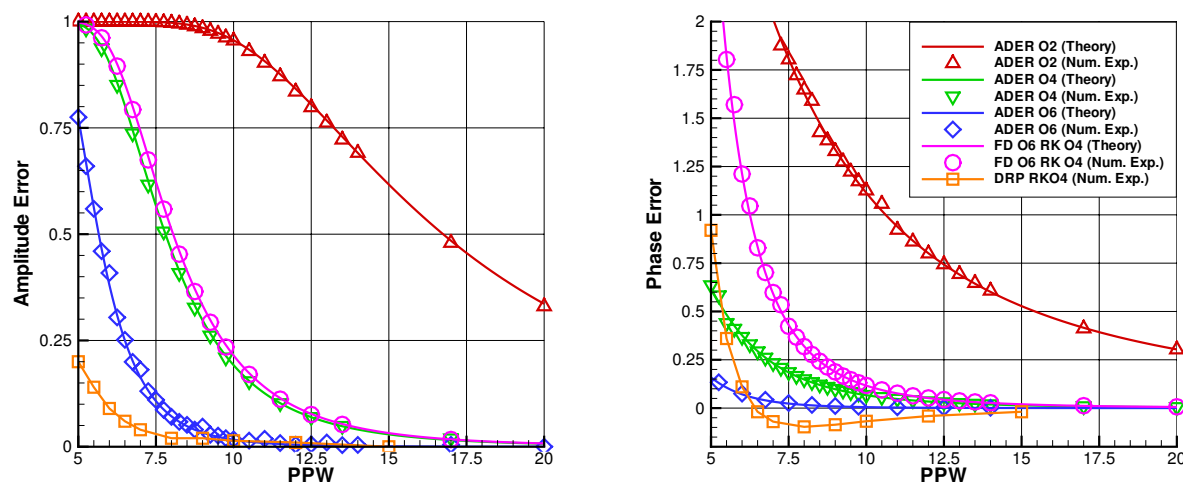 1
0.75
0.5
0.25
0
5
7.5
10
12.5
15
17.5
20
PPW
Amplitude Error
2
1.75
1.5
1.25
1
0.75
0.5
0.25
0
5
7.5
10
12.5
15
17.5
20
PPW
Phase Error
ADER O2 (Theory)
ADER O2 (Num. Exp.)
ADER O4 (Theory)
ADER O4 (Num. Exp.)
ADER O6 (Theory)
ADER O6 (Num. Exp.)
FD O6 RK O4 (Theory)
FD O6 RK O4 (Num. Exp.)
DRP RKO4 (Num. Exp.)